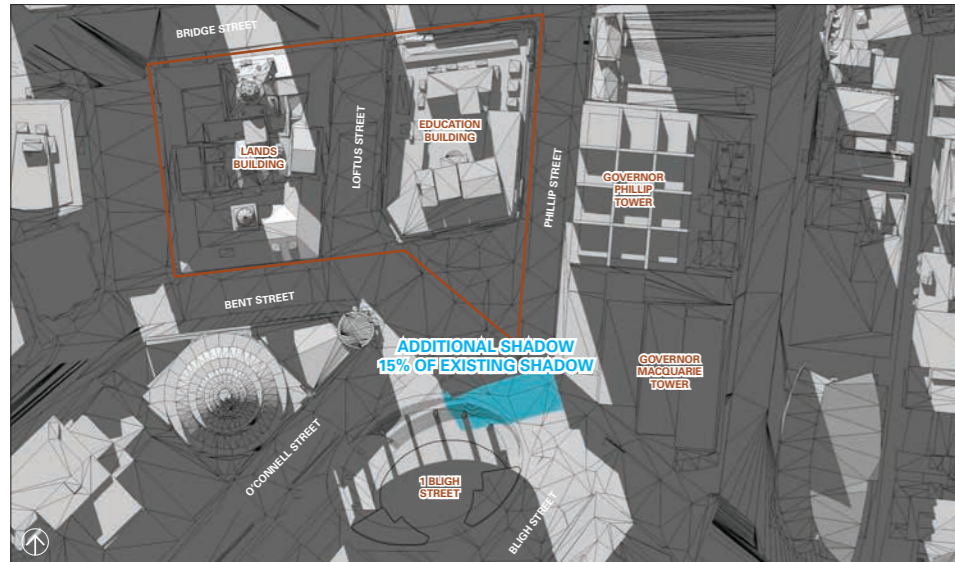 BRIDGE STREET
LOFTUS STREET
EDUCATION
BUILDING
LANDS
BUILDING
PHILLIP STREET
GOVERNOR
PHILLIP
TOWER
BENT STREET
ADDITIONAL SHADOW
15% OF EXISTING SHADOW
GOVERNOR
MACQUARIE
TOWER
O'CONNELL STREET
1 BLIGH
STREET
BLIGH STREET